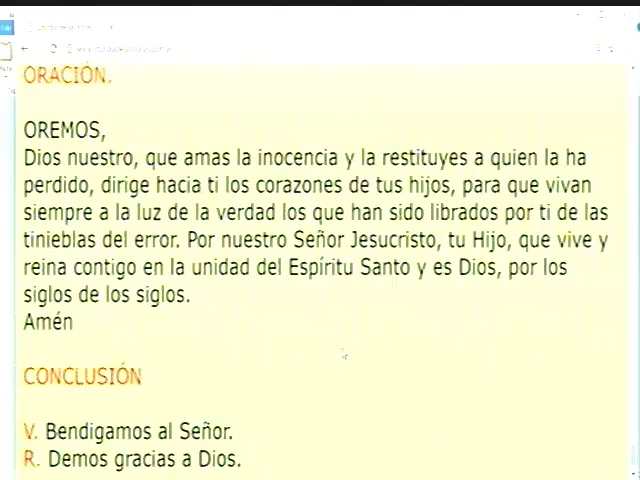 ORACIÓN.
OREMOS,
Dios nuestro, que amas la inocencia y la restituyes a quien la ha
perdido, dirige hacia ti los corazones de tus hijos, para que vivan
siempre a la luz de la verdad los que han sido librados por ti de las
tinieblas del error. Por nuestro Señor Jesucristo, tu Hijo, que vive y
reina contigo en la unidad del Espíritu Santo y es Dios, por los
siglos de los siglos.
Amén
CONCLUSIÓN
V. Bendigamos al Señor.
R. Demos gracias a Dios.